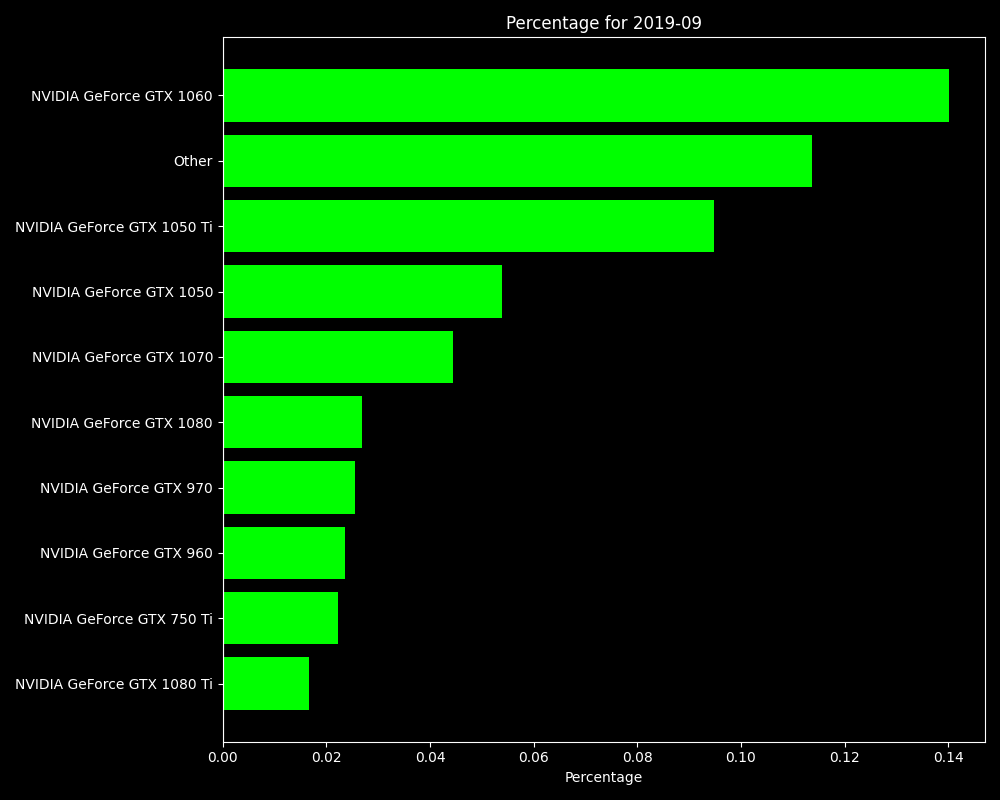 Percentage for 2019-09
NVIDIA GeForce GTX 1060
Other
NVIDIA GeForce GTX 1050 Ti
NVIDIA GeForce GTX 1050
NVIDIA GeForce GTX 1070
NVIDIA GeForce GTX 1080
NVIDIA GeForce GTX 970
NVIDIA GeForce GTX 960
NVIDIA GeForce GTX 750 Ti
NVIDIA GeForce GTX 1080 Ti
0.00 0.02 0.04 0.06 0.08 0.10 0.12 0.14
Percentage